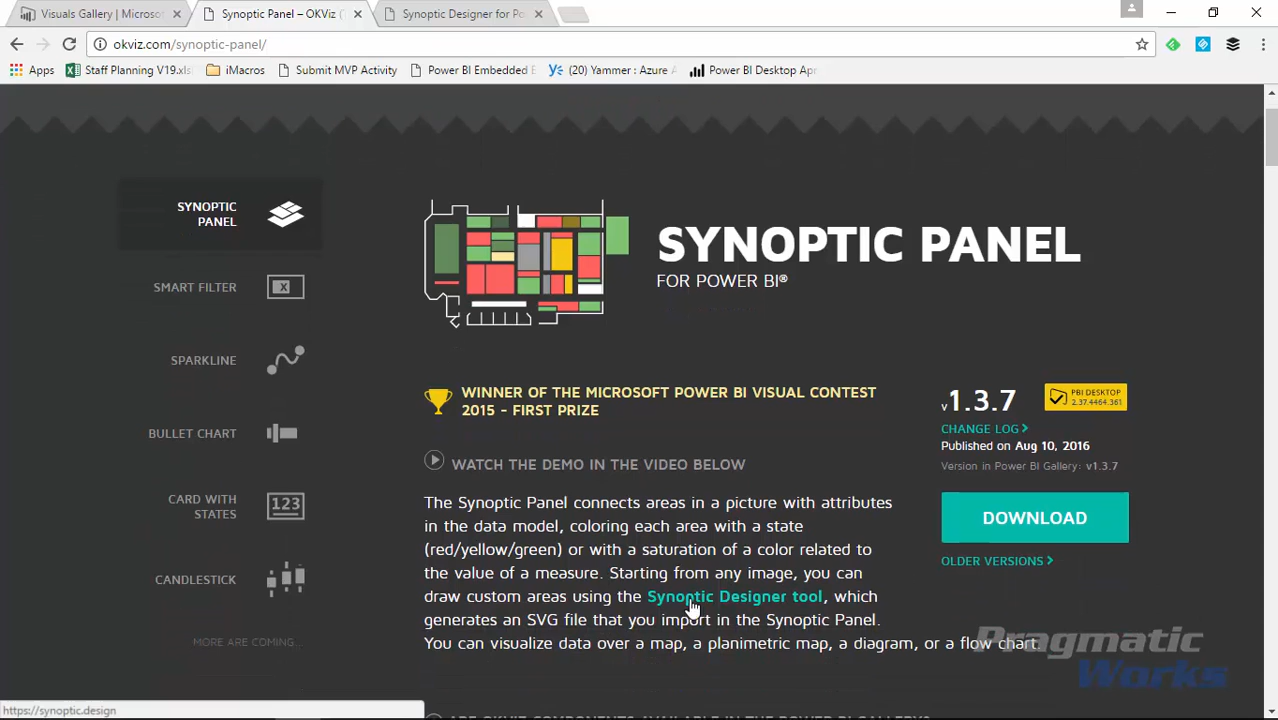 Visuals Gallery | Microso
Synoptic Panel – OKViz (
Synoptic Designer for Po
okviz.com/synoptic-panel/
Apps
Staff Planning V19.xls
iMacros
Submit MVP Activity
Power BI Embedded E
(20) Yammer : Azure A
Power BI Desktop Apr
SYNOPTIC
PANEL
SMART FILTER
X
SPARKLINE
BULLET CHART
CARD WITH
STATES
123
CANDLESTICK
MORE ARE COMING...
SYNOPTIC PANEL
FOR POWER BI®
WINNER OF THE MICROSOFT POWER BI VISUAL CONTEST
2015 - FIRST PRIZE
WATCH THE DEMO IN THE VIDEO BELOW
The Synoptic Panel connects areas in a picture with attributes
in the data model, coloring each area with a state
(red/yellow/green) or with a saturation of a color related to
the value of a measure. Starting from any image, you can
draw custom areas using the Synoptic Designer tool, which
generates an SVG file that you import in the Synoptic Panel.
You can visualize data over a map, a planimetric map, a diagram, or a flow chart.
v1.3.7
PBI DESKTOP
2.37.4464.361
CHANGE LOG
Published on Aug 10, 2016
Version in Power BI Gallery: v1.3.7
DOWNLOAD
OLDER VERSIONS
Pragmatic
Works
https://synoptic.design